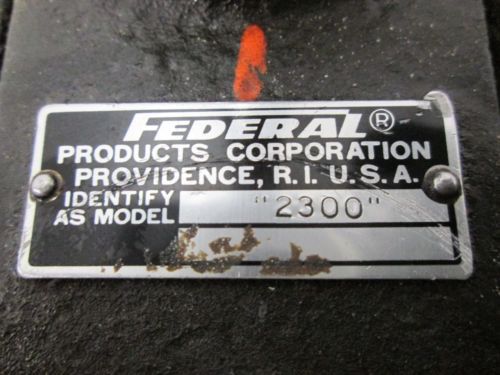 FEDERAL®
PRODUCTS CORPORATION
PROVIDENCE, R.I. U.S.A.
IDENTIFY
AS MODEL "2300"